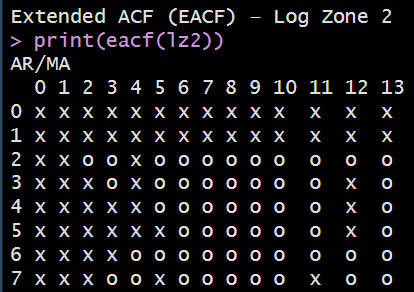 Extended ACF (EACF) – Log Zone 2
> print(eacf(lz2))
AR/MA
  0 1 2 3 4 5 6 7 8 9 10 11 12 13
0 x x x x x x x x x x x  x  x  x
1 x x x x x x x x x x x  x  x  x
2 x x o o x o o o o o o  o  o  o
3 x x x o x o o o o o o  o  x  o
4 x x x x x o o o o o o  o  x  o
5 x x x x x o o o o o o  o  x  o
6 x x x x o o o o o o o  o  o  o
7 x x x o o x o o o o o  x  o  o